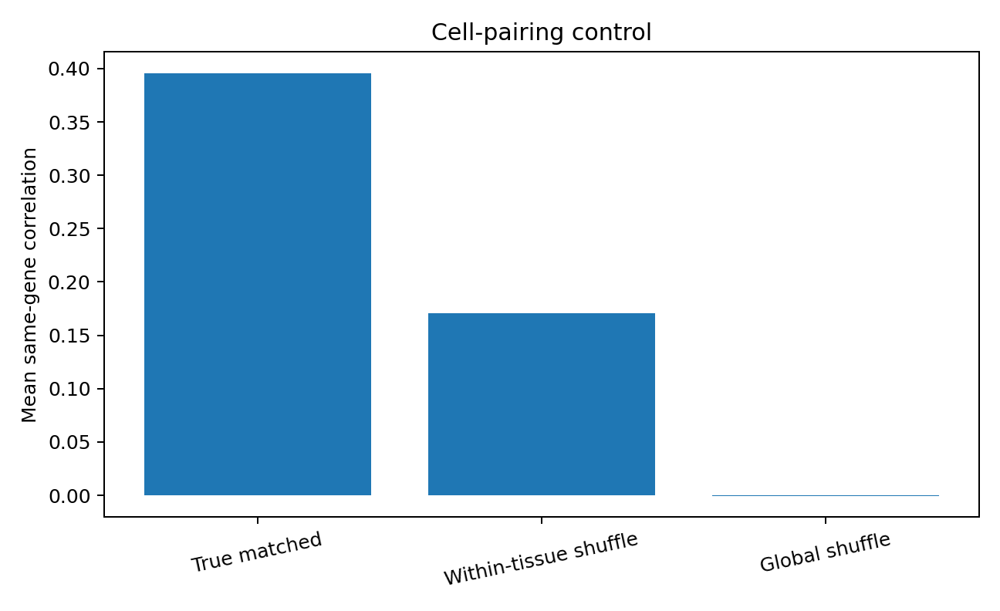 Cell-pairing control
Mean same-gene correlation
0.40
0.35
0.30
0.25
0.20
0.15
0.10
0.05
0.00
True matched
Within-tissue shuffle
Global shuffle